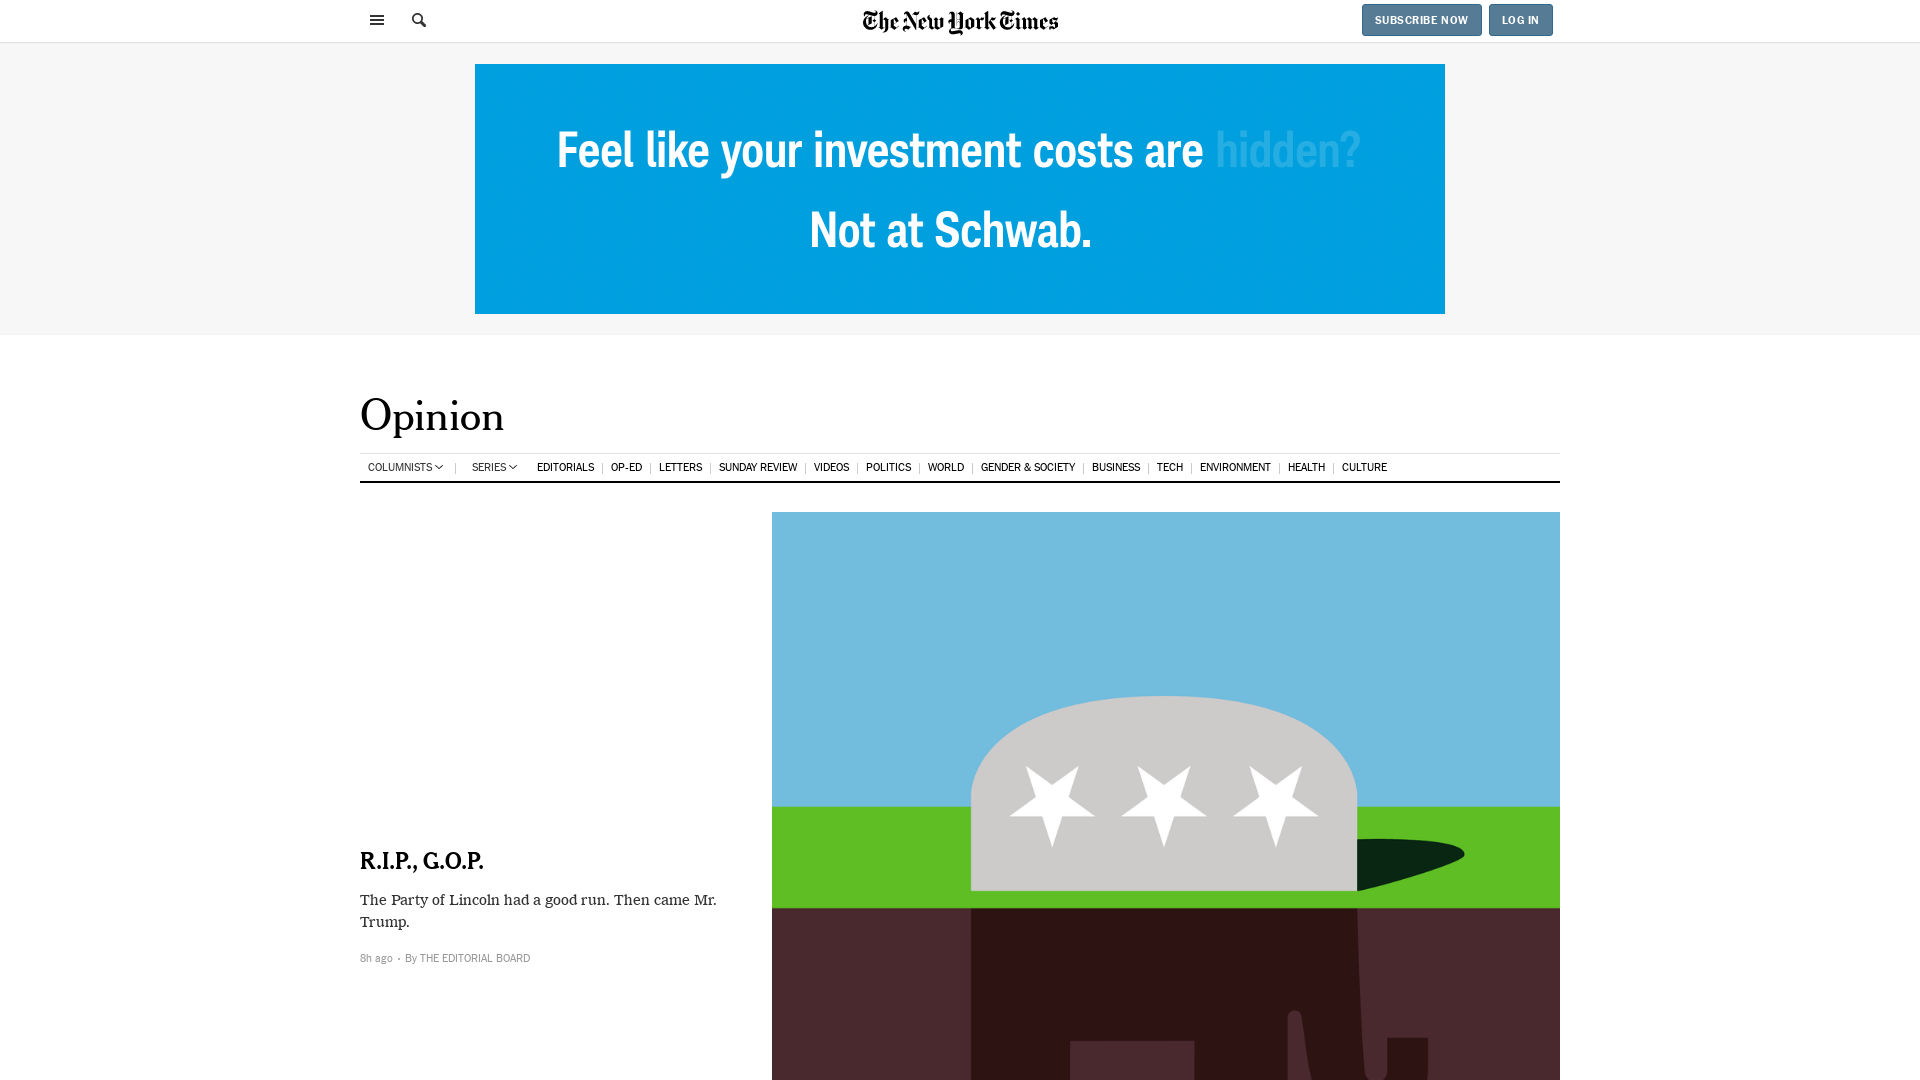 The New York Times
SUBSCRIBE NOW
LOG IN
Feel like your investment costs are hidden?
Not at Schwab.
Opinion
COLUMNISTS SERIES EDITORIALS OP-ED LETTERS SUNDAY REVIEW VIDEOS POLITICS WORLD GENDER & SOCIETY BUSINESS TECH ENVIRONMENT HEALTH CULTURE
R.I.P., G.O.P.
The Party of Lincoln had a good run. Then came Mr.
Trump.
8h ago · By THE EDITORIAL BOARD